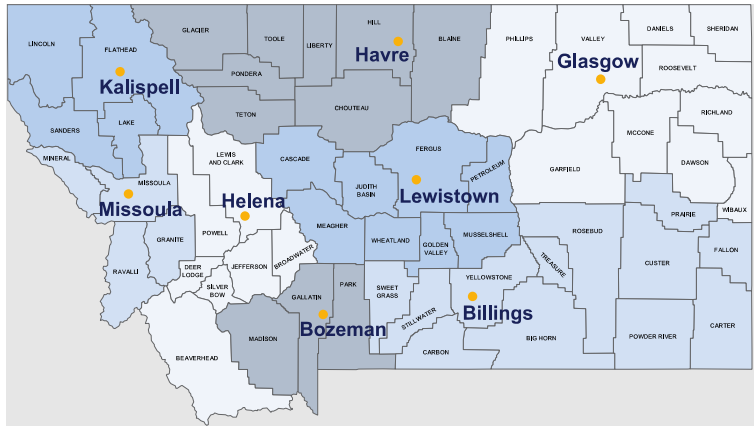 LINCOLN
FLATHEAD
Kalispell
LAKE
SANDERS
GLACIER
TOOLE
LIBERTY
HILL
BLAINE
Havre
PONDERA
CHOUTEAU
TETON
PHILLIPS
VALLEY
DANIELS
SHERIDAN
Glasgow
ROOSEVELT
RICHLAND
MCCONE
DAWSON
GARFIELD
WIBAUX
PRAIRIE
MINERAL
MISSOULA
Missoula
LEWIS
AND CLARK
Helena
POWELL
GRANITE
RAVALLI
DEER
LODGE
SILVER
BOW
JEFFERSON
BROADWATER
BEAVERHEAD
CASCADE
FERGUS
JUDITH
BASIN
Lewistown
PETROLEUM
MEAGHER
WHEATLAND
GOLDEN
VALLEY
MUSSELSHELL
GALLATIN
PARK
Bozeman
MADISON
SWEET
GRASS
STILLWATER
CARBON
YELLOWSTONE
Billings
TREASURE
BIG HORN
ROSEBUD
CUSTER
FALLON
POWDER RIVER
CARTER